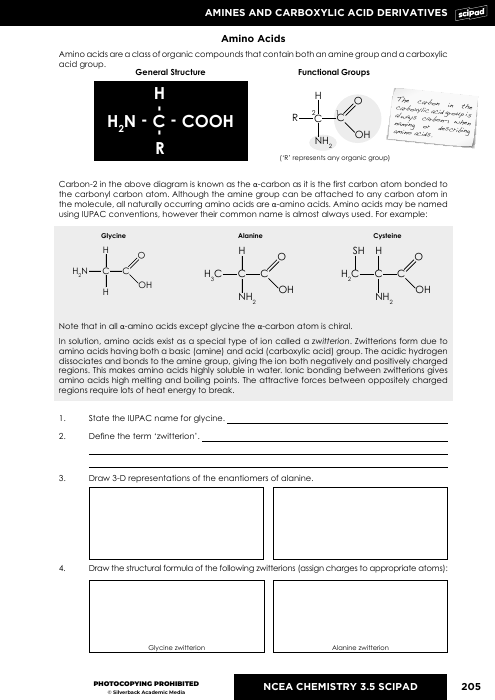 AMINES AND CARBOXYLIC ACID DERIVATIVES
scipad
Amino Acids
Amino acids are a class of organic compounds that contain both an amine group and a carboxylic
acid group.
General Structure
Functional Groups
H
H₂N - C - COOH
R
H
R
2
C
C
O
OH
NH₂
('R' represents any organic group)
The carbon in the
carboxylic acid group is
always carbon 1 when
naming or describing
amino acids.
Carbon-2 in the above diagram is known as the α-carbon as it is the first carbon atom bonded to
the carbonyl carbon atom. Although the amine group can be attached to any carbon atom in
the molecule, all naturally occurring amino acids are α-amino acids. Amino acids may be named
using IUPAC conventions, however their common name is almost always used. For example:
Glycine
Alanine
Cysteine
H
O
H₂N C C
OH
H
H
O
H₃C C C
OH
NH₂
SH H
O
H₂C C C
OH
NH₂
Note that in all α-amino acids except glycine the α-carbon atom is chiral.
In solution, amino acids exist as a special type of ion called a zwitterion. Zwitterions form due to
amino acids having both a basic (amine) and acid (carboxylic acid) group. The acidic hydrogen
dissociates and bonds to the amine group, giving the ion both negatively and positively charged
regions. This makes amino acids highly soluble in water. Ionic bonding between zwitterions gives
amino acids high melting and boiling points. The attractive forces between oppositely charged
regions require lots of heat energy to break.
1. State the IUPAC name for glycine.
2. Define the term 'zwitterion'.
3. Draw 3-D representations of the enantiomers of alanine.
4. Draw the structural formula of the following zwitterions (assign charges to appropriate atoms):
Glycine zwitterion
Alanine zwitterion
PHOTOCOPYING PROHIBITED
© Silverback Academic Media
NCEA CHEMISTRY 3.5 SCIPAD
205